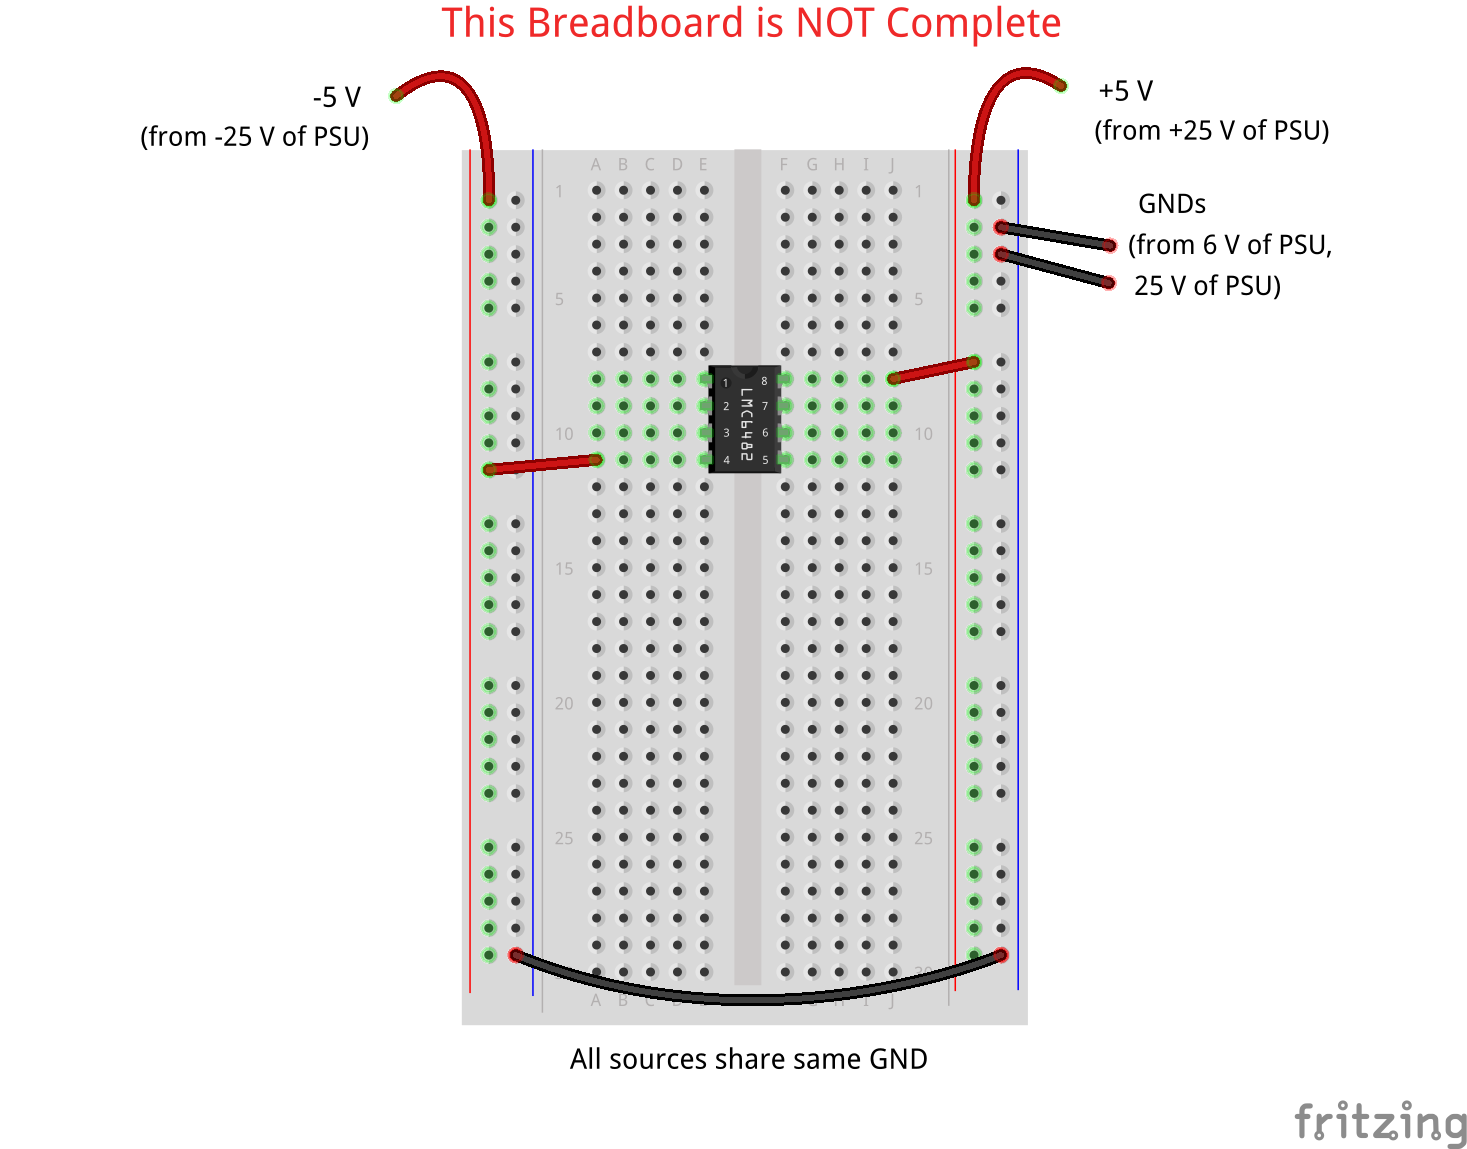 This Breadboard is NOT Complete
-5 V
(from -25 V of PSU)
+5 V
(from +25 V of PSU)
GNDs
(from 6 V of PSU,
25 V of PSU)
A B C D E F G H I J
1 1
5 5
1 8
2 7
3 6
4 5
LMC6482
10 10
15 15
20 20
25 25
30
A B C D G H I J
All sources share same GND
fritzing